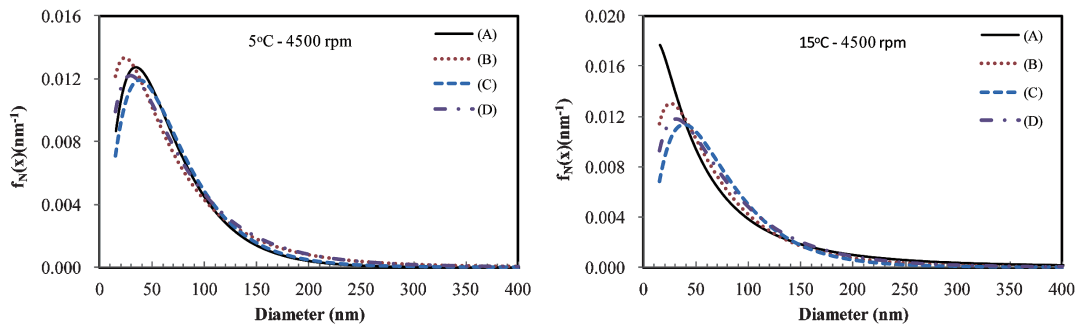 5°C - 4500 rpm
(A)
(B)
(C)
(D)
0.016
0.012
0.008
0.004
0.000
f_N(x)(nm⁻¹)
0 50 100 150 200 250 300 350 400
Diameter (nm)
15°C - 4500 rpm
(A)
(B)
(C)
(D)
0.020
0.016
0.012
0.008
0.004
0.000
f_N(x)(nm⁻¹)
0 50 100 150 200 250 300 350 400
Diameter (nm)